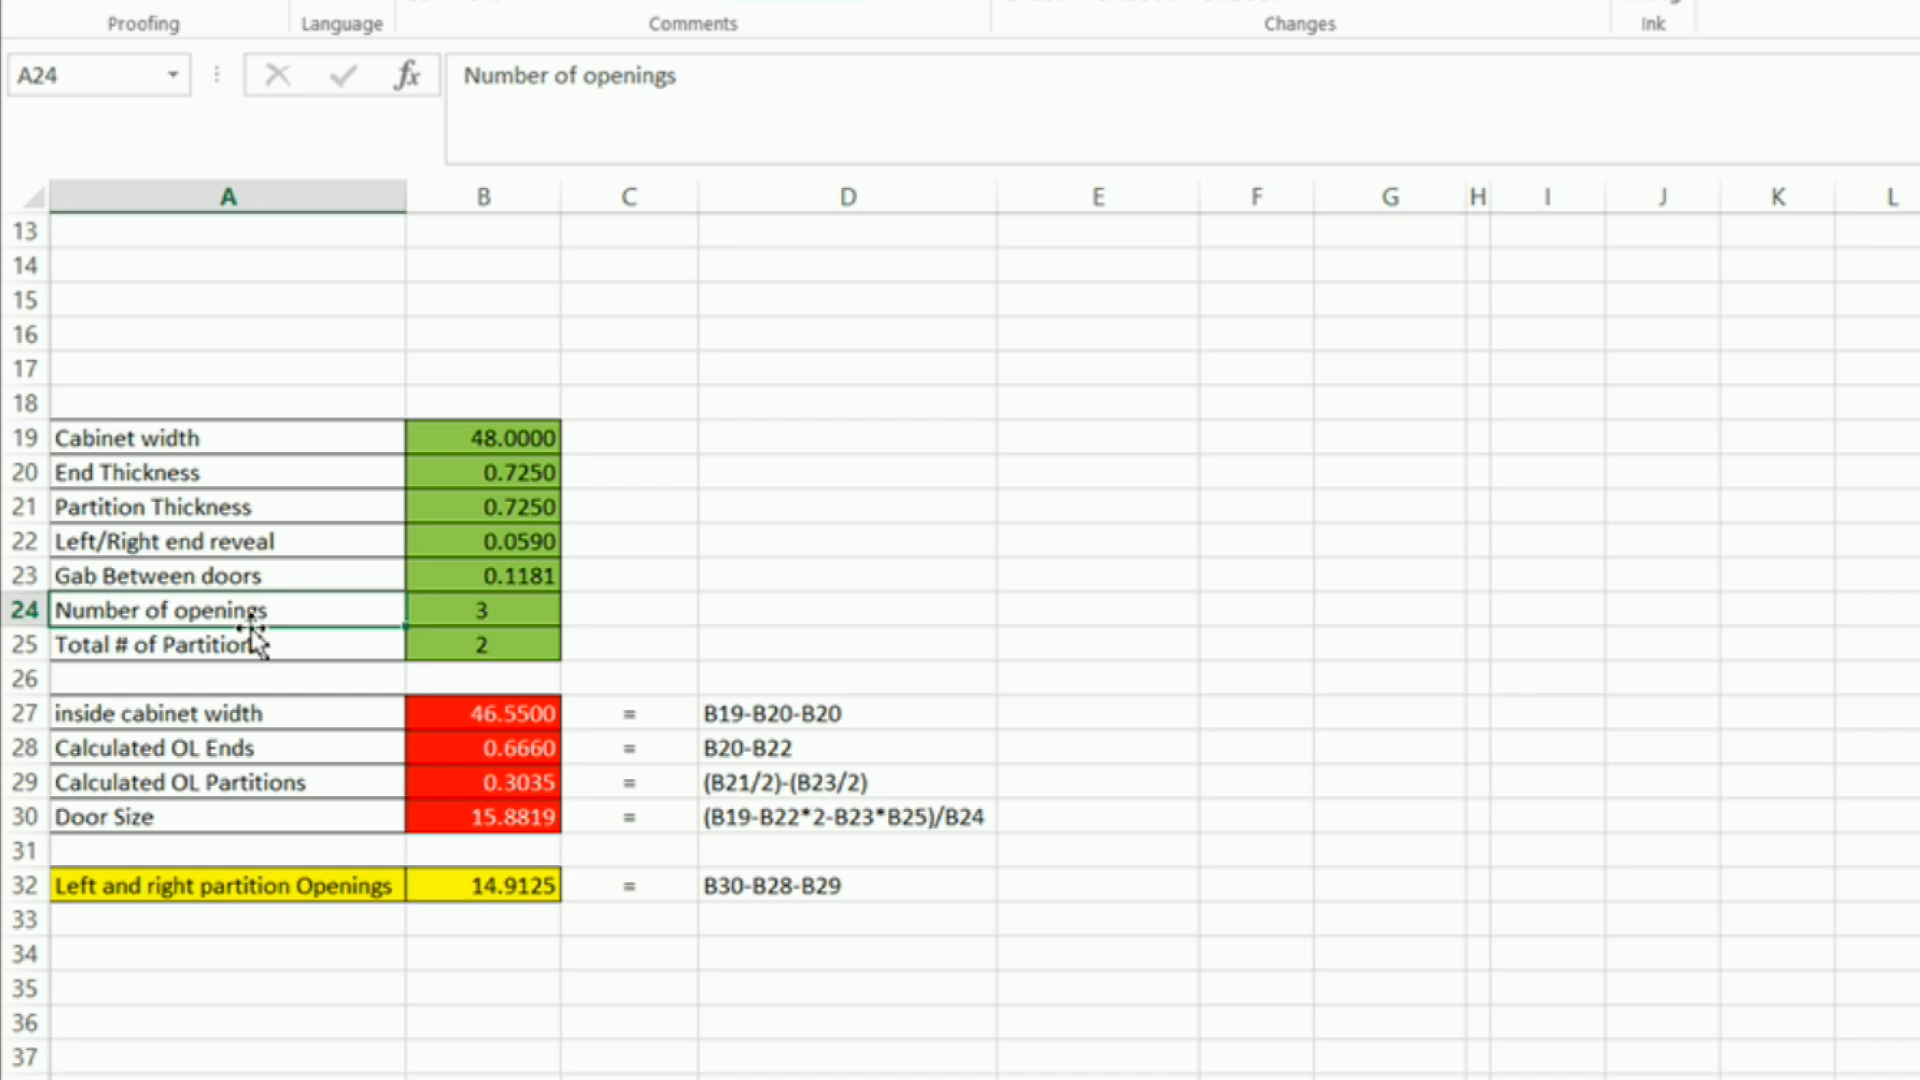 Proofing Language Comments Changes Ink
A24 fx Number of openings
A B C D E F G H I J K L
13
14
15
16
17
18
19 Cabinet width 48.0000
20 End Thickness 0.7250
21 Partition Thickness 0.7250
22 Left/Right end reveal 0.0590
23 Gab Between doors 0.1181
24 Number of openings 3
25 Total # of Partition 2
26
27 inside cabinet width 46.5500 = B19-B20-B20
28 Calculated OL Ends 0.6660 = B20-B22
29 Calculated OL Partitions 0.3035 = (B21/2)-(B23/2)
30 Door Size 15.8819 = (B19-B22*2-B23*B25)/B24
31
32 Left and right partition Openings 14.9125 = B30-B28-B29
33
34
35
36
37